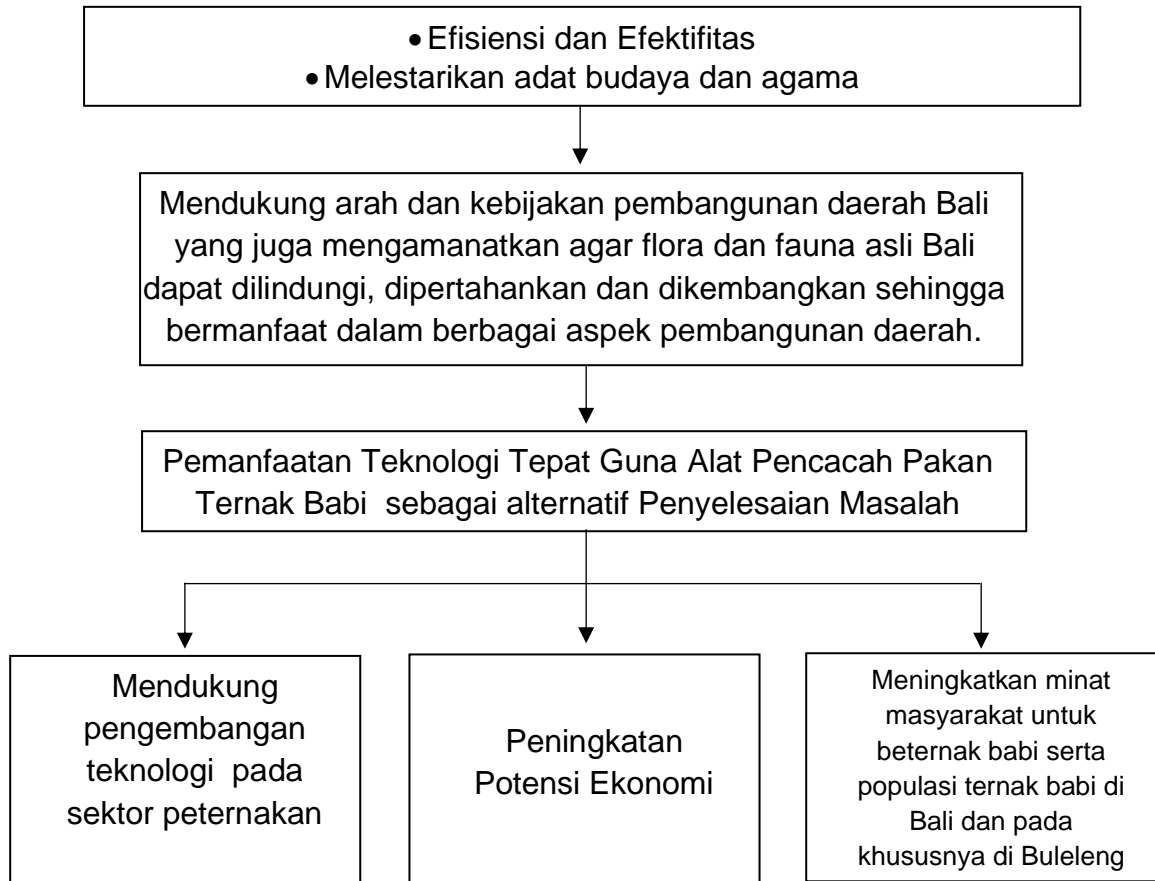 •Efisiensi dan Efektifitas
•Melestarikan adat budaya dan agama
Mendukung arah dan kebijakan pembangunan daerah Bali
yang juga mengamanatkan agar flora dan fauna asli Bali
dapat dilindungi, dipertahankan dan dikembangkan sehingga
bermanfaat dalam berbagai aspek pembangunan daerah.
Pemanfaatan Teknologi Tepat Guna Alat Pencacah Pakan
Ternak Babi sebagai alternatif Penyelesaian Masalah
Mendukung
pengembangan
teknologi pada
sektor peternakan
Peningkatan
Potensi Ekonomi
Meningkatkan minat
masyarakat untuk
beternak babi serta
populasi ternak babi di
Bali dan pada
khususnya di Buleleng